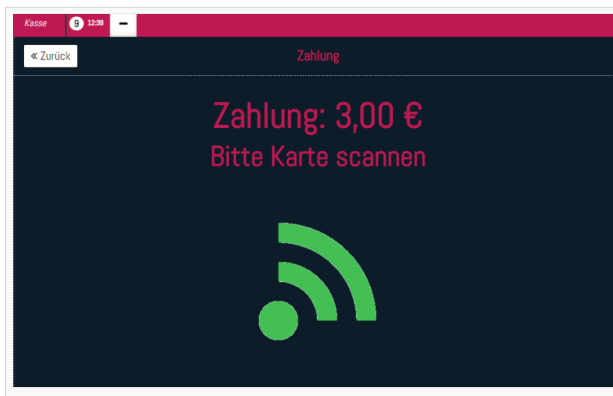 Kasse 9 12:39 –
« Zurück Zahlung
Zahlung: 3,00 €
Bitte Karte scannen